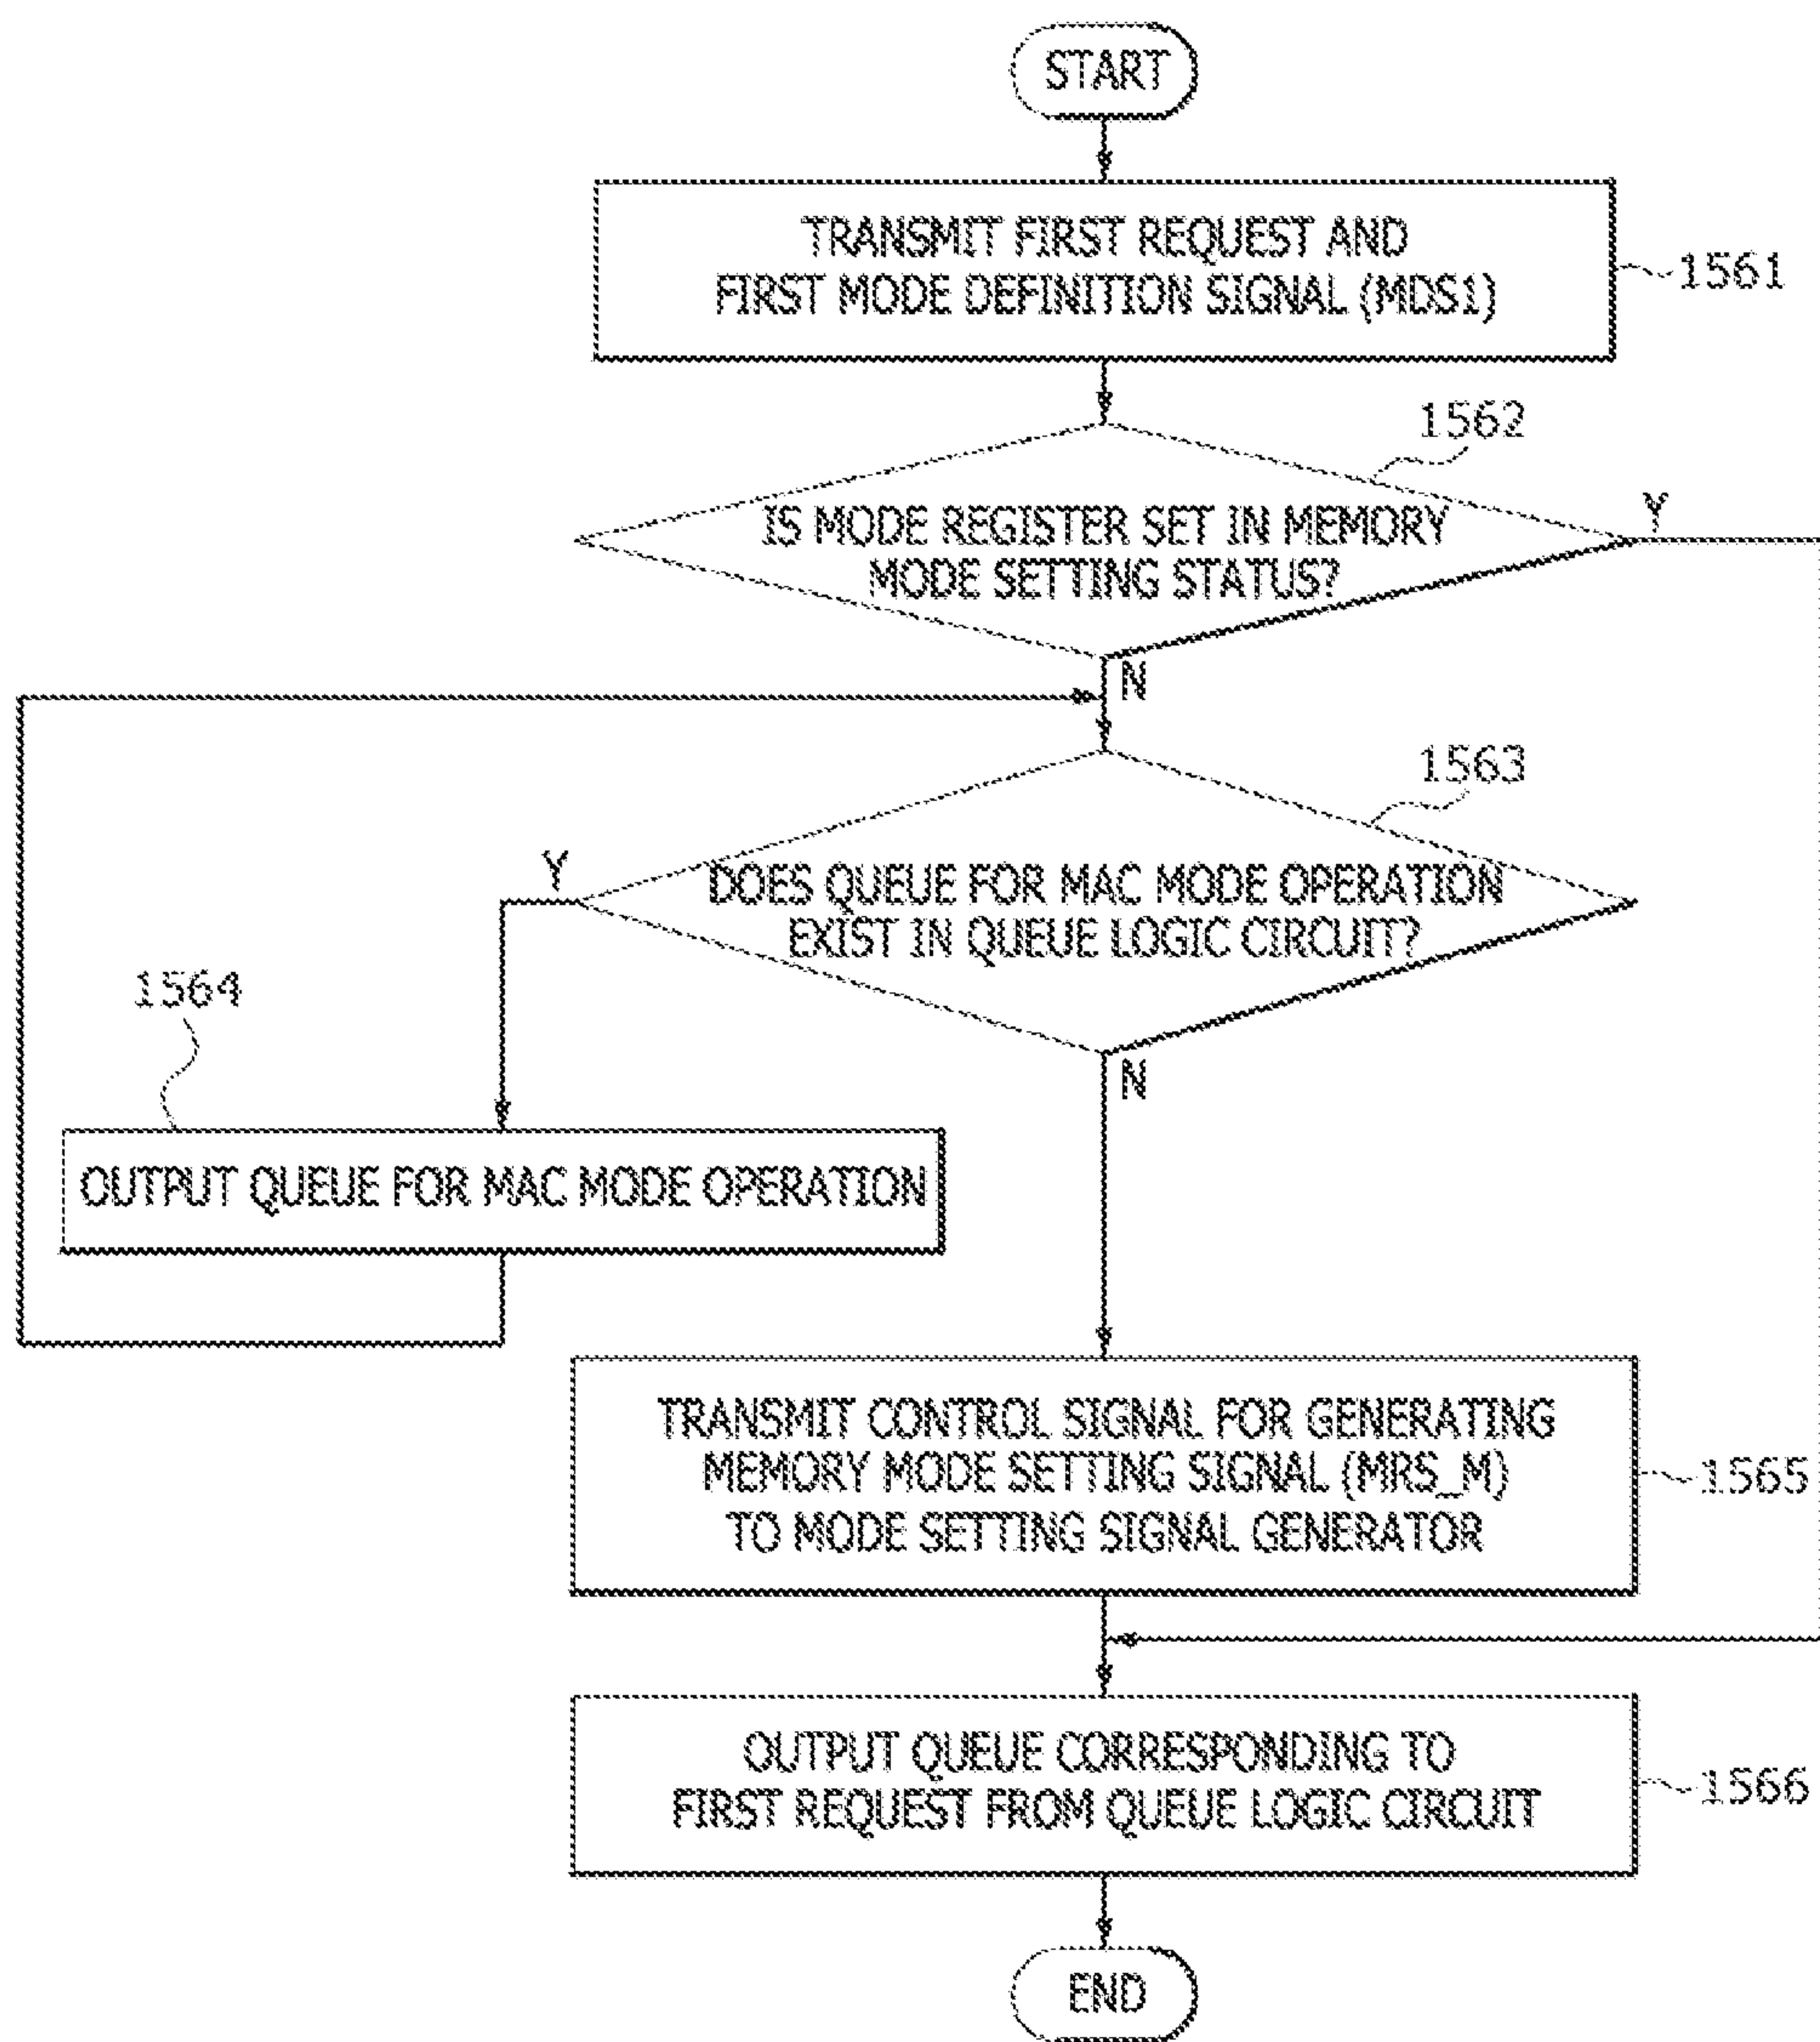 START
TRANSMIT FIRST REQUEST AND
FIRST MODE DEFINITION SIGNAL (MDS1)
1561
1562
IS MODE REGISTER SET IN MEMORY
MODE SETTING STATUS?
Y
N
1563
DOES QUEUE FOR MAC MODE OPERATION
EXIST IN QUEUE LOGIC CIRCUIT?
Y
N
1564
OUTPUT QUEUE FOR MAC MODE OPERATION
TRANSMIT CONTROL SIGNAL FOR GENERATING
MEMORY MODE SETTING SIGNAL (MRS_M)
TO MODE SETTING SIGNAL GENERATOR
1565
OUTPUT QUEUE CORRESPONDING TO
FIRST REQUEST FROM QUEUE LOGIC CIRCUIT
1566
END